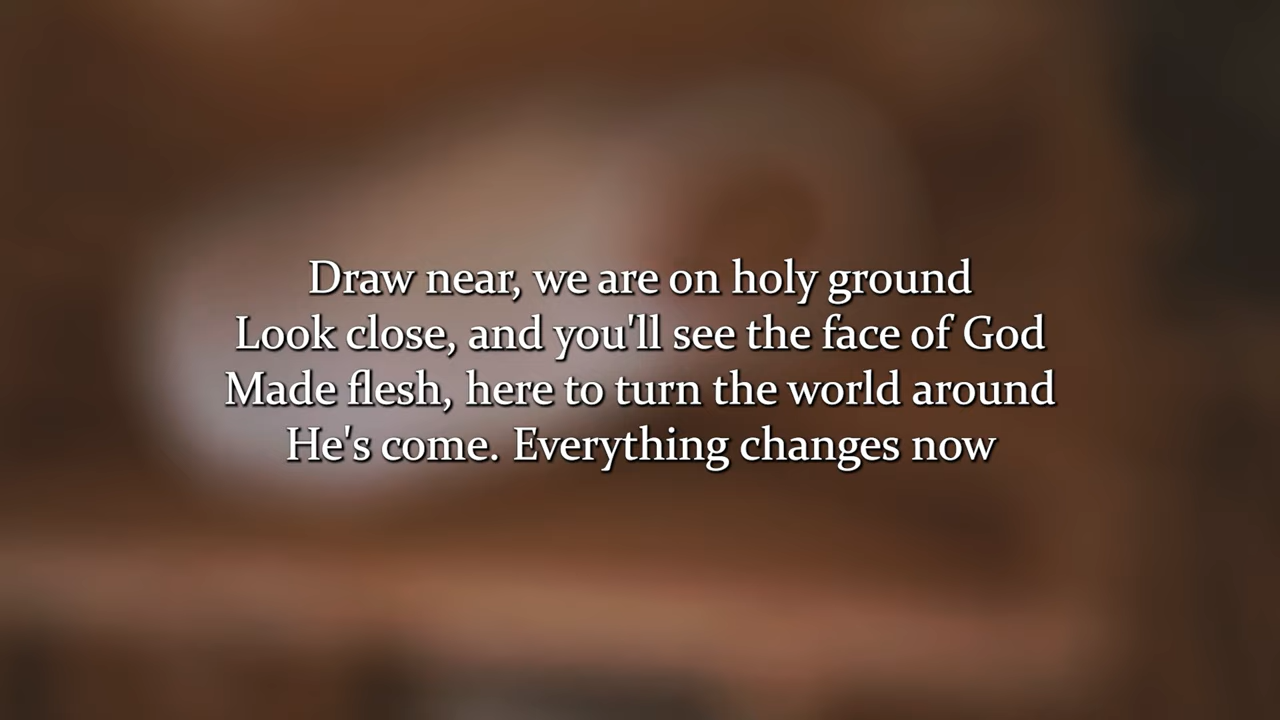 Draw near, we are on holy ground
Look close, and you'll see the face of God
Made flesh, here to turn the world around
He's come. Everything changes now